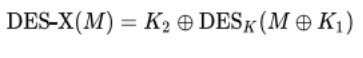 DES-X(M) = K₂ ⊕ DES_K(M ⊕ K₁)